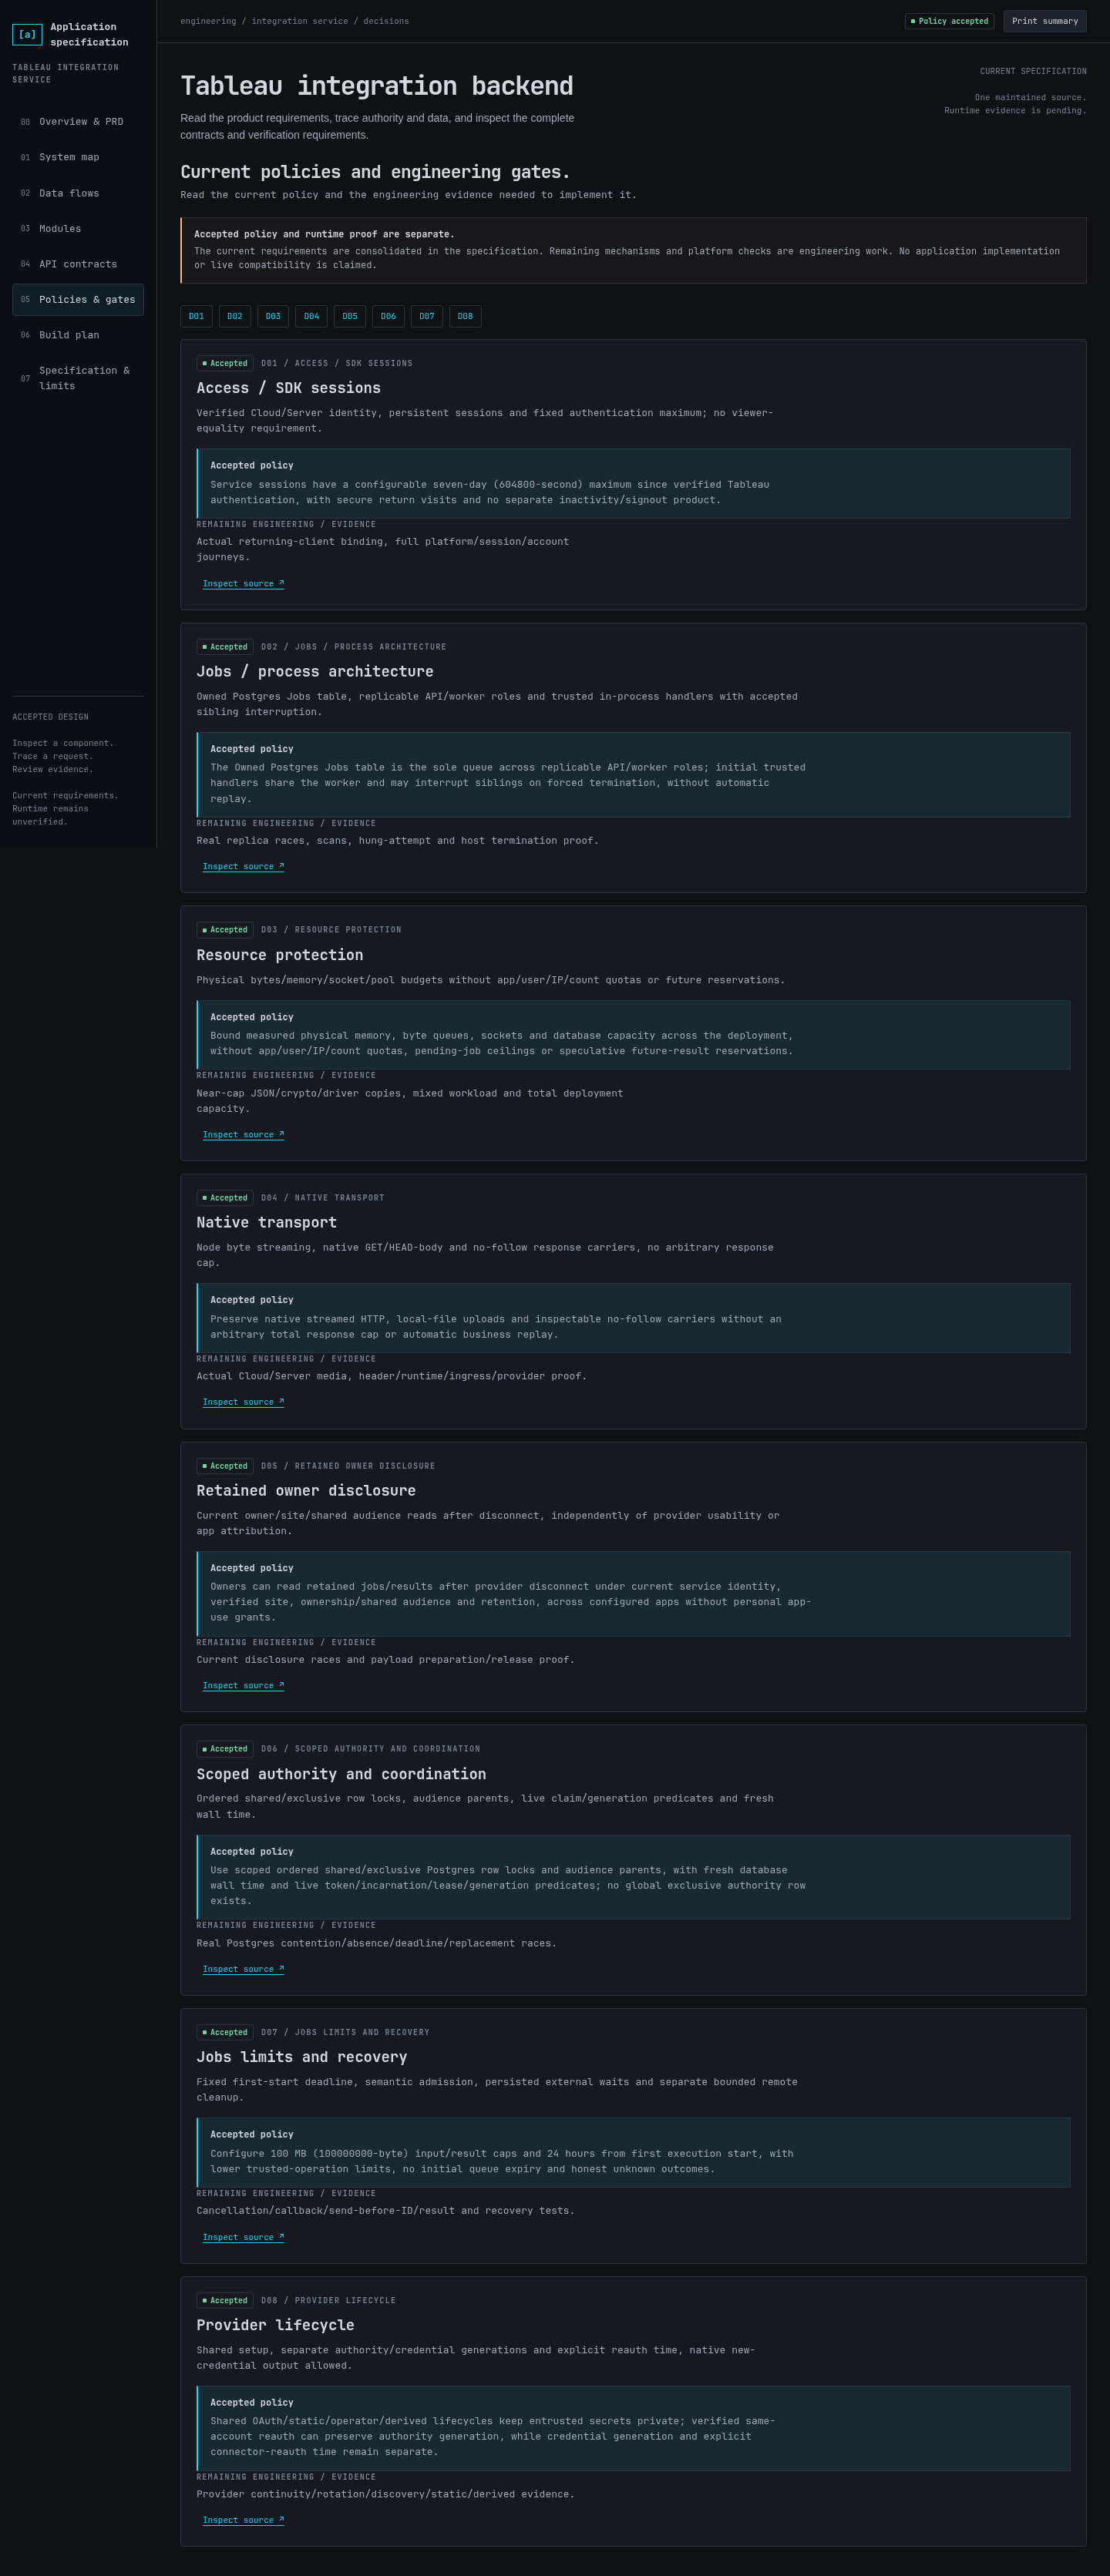 [a]
Application
specification
TABLEAU INTEGRATION
SERVICE
00 Overview & PRD
01 System map
02 Data flows
03 Modules
04 API contracts
05 Policies & gates
06 Build plan
07 Specification &
limits
ACCEPTED DESIGN
Inspect a component.
Trace a request.
Review evidence.
Current requirements.
Runtime remains
unverified.
engineering / integration service / decisions
Policy accepted
Print summary
Tableau integration backend
Read the product requirements, trace authority and data, and inspect the complete
contracts and verification requirements.
CURRENT SPECIFICATION
One maintained source.
Runtime evidence is pending.
Current policies and engineering gates.
Read the current policy and the engineering evidence needed to implement it.
Accepted policy and runtime proof are separate.
The current requirements are consolidated in the specification. Remaining mechanisms and platform checks are engineering work. No application implementation
or live compatibility is claimed.
D01 D02 D03 D04 D05 D06 D07 D08
Accepted D01 / ACCESS / SDK SESSIONS
Access / SDK sessions
Verified Cloud/Server identity, persistent sessions and fixed authentication maximum; no viewer-
equality requirement.
Accepted policy
Service sessions have a configurable seven-day (604800-second) maximum since verified Tableau
authentication, with secure return visits and no separate inactivity/signout product.
REMAINING ENGINEERING / EVIDENCE
Actual returning-client binding, full platform/session/account
journeys.
Inspect source ↗
Accepted D02 / JOBS / PROCESS ARCHITECTURE
Jobs / process architecture
Owned Postgres Jobs table, replicable API/worker roles and trusted in-process handlers with accepted
sibling interruption.
Accepted policy
The Owned Postgres Jobs table is the sole queue across replicable API/worker roles; initial trusted
handlers share the worker and may interrupt siblings on forced termination, without automatic
replay.
REMAINING ENGINEERING / EVIDENCE
Real replica races, scans, hung-attempt and host termination proof.
Inspect source ↗
Accepted D03 / RESOURCE PROTECTION
Resource protection
Physical bytes/memory/socket/pool budgets without app/user/IP/count quotas or future reservations.
Accepted policy
Bound measured physical memory, byte queues, sockets and database capacity across the deployment,
without app/user/IP/count quotas, pending-job ceilings or speculative future-result reservations.
REMAINING ENGINEERING / EVIDENCE
Near-cap JSON/crypto/driver copies, mixed workload and total deployment
capacity.
Inspect source ↗
Accepted D04 / NATIVE TRANSPORT
Native transport
Node byte streaming, native GET/HEAD-body and no-follow response carriers, no arbitrary response
cap.
Accepted policy
Preserve native streamed HTTP, local-file uploads and inspectable no-follow carriers without an
arbitrary total response cap or automatic business replay.
REMAINING ENGINEERING / EVIDENCE
Actual Cloud/Server media, header/runtime/ingress/provider proof.
Inspect source ↗
Accepted D05 / RETAINED OWNER DISCLOSURE
Retained owner disclosure
Current owner/site/shared audience reads after disconnect, independently of provider usability or
app attribution.
Accepted policy
Owners can read retained jobs/results after provider disconnect under current service identity,
verified site, ownership/shared audience and retention, across configured apps without personal app-
use grants.
REMAINING ENGINEERING / EVIDENCE
Current disclosure races and payload preparation/release proof.
Inspect source ↗
Accepted D06 / SCOPED AUTHORITY AND COORDINATION
Scoped authority and coordination
Ordered shared/exclusive row locks, audience parents, live claim/generation predicates and fresh
wall time.
Accepted policy
Use scoped ordered shared/exclusive Postgres row locks and audience parents, with fresh database
wall time and live token/incarnation/lease/generation predicates; no global exclusive authority row
exists.
REMAINING ENGINEERING / EVIDENCE
Real Postgres contention/absence/deadline/replacement races.
Inspect source ↗
Accepted D07 / JOBS LIMITS AND RECOVERY
Jobs limits and recovery
Fixed first-start deadline, semantic admission, persisted external waits and separate bounded remote
cleanup.
Accepted policy
Configure 100 MB (100000000-byte) input/result caps and 24 hours from first execution start, with
lower trusted-operation limits, no initial queue expiry and honest unknown outcomes.
REMAINING ENGINEERING / EVIDENCE
Cancellation/callback/send-before-ID/result and recovery tests.
Inspect source ↗
Accepted D08 / PROVIDER LIFECYCLE
Provider lifecycle
Shared setup, separate authority/credential generations and explicit reauth time, native new-
credential output allowed.
Accepted policy
Shared OAuth/static/operator/derived lifecycles keep entrusted secrets private; verified same-
account reauth can preserve authority generation, while credential generation and explicit
connector-reauth time remain separate.
REMAINING ENGINEERING / EVIDENCE
Provider continuity/rotation/discovery/static/derived evidence.
Inspect source ↗